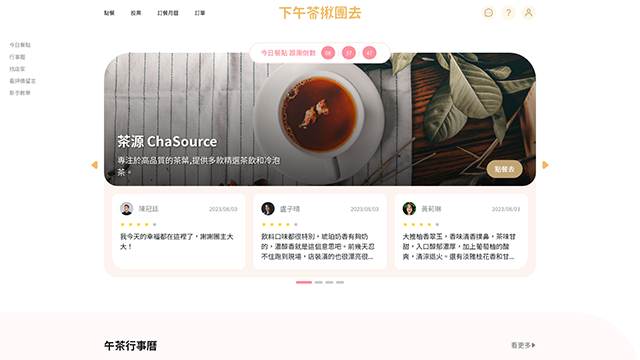 點餐
投票
訂餐月曆
訂單
下午茶揪團去
今日餐點
行事曆
找店家
看評價留言
新手教學
今日餐點 跟團倒數
08
37
47
茶源 ChaSource
專注於高品質的茶葉,提供多款精選茶飲和冷泡
茶。
點餐去
陳冠廷
2023/08/03
我今天的幸福都在這裡了，謝謝團主大
大！
盧子晴
2023/08/03
飲料口味都很特別，琥珀奶香有夠奶
的，濃醇香就是這個意思吧。前幾天忍
不住跑到現場，店裝潢的也很漂亮很...
黃莉琳
2023/08/03
大推柚香翠玉，香味清香撲鼻，茶味甘
甜，入口醇郁濃厚，加上葡萄柚的酸
爽，清涼退火。還有淡雅桂花香和甘...
午茶行事曆
看更多